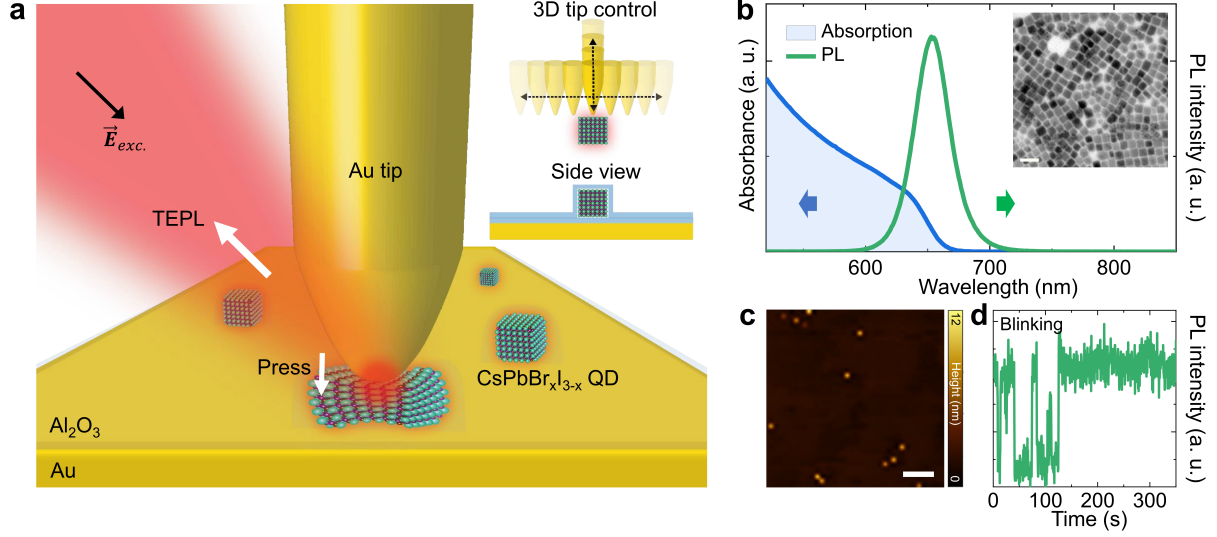 a
E⃗exc.
TEPL
Au tip
3D tip control
Side view
Press
CsPbBrxI3-x QD
Al2O3
Au
b
Absorption
PL
Absorbance (a. u.)
PL intensity (a. u.)
600
700
800
Wavelength (nm)
c
12
Height (nm)
0
d
Blinking
PL intensity (a. u.)
0
100
200
300
Time (s)